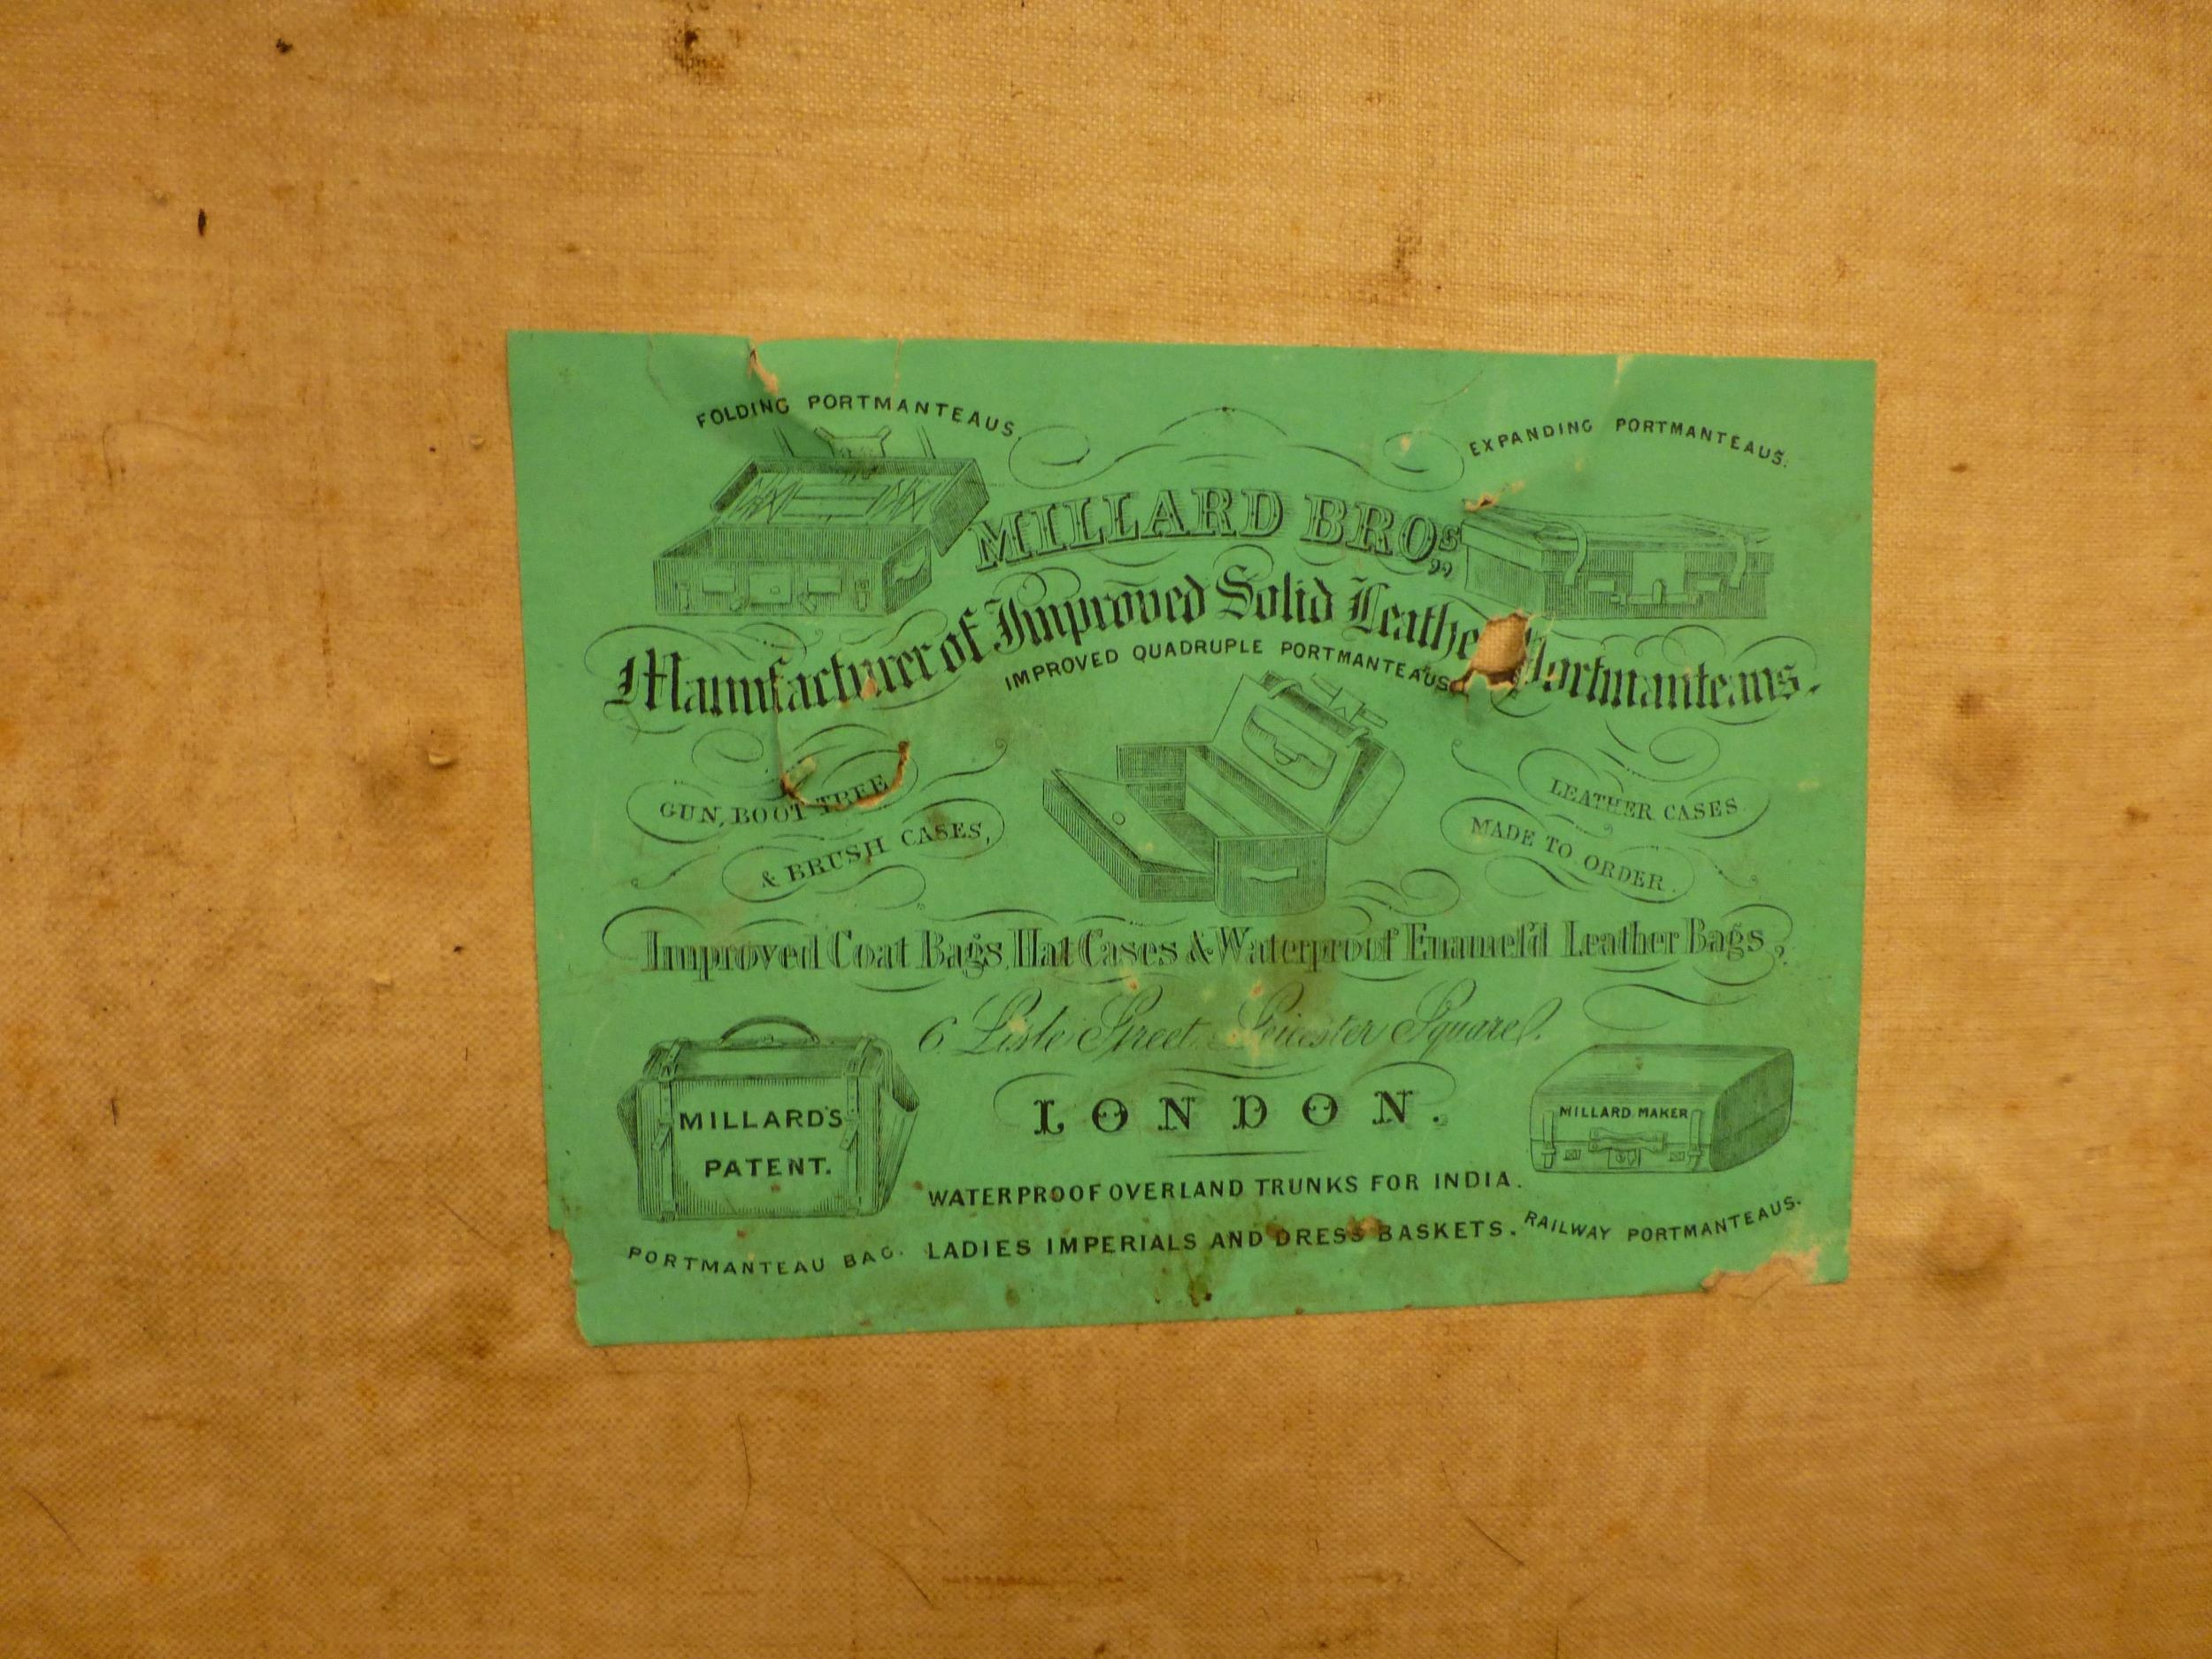 FOLDING PORTMANTEAUS.
EXPANDING PORTMANTEAUS.
MILLARD BROs
Manufacturer of Improved Solid Leathe Portmanteaus.
IMPROVED QUADRUPLE PORTMANTEAUS
GUN, BOOT TREE
& BRUSH CASES,
LEATHER CASES
MADE TO ORDER.
Improved Coat Bags, Hat Cases & Waterproof Enamel'd Leather Bags,
6 Lisle Street Leicester Square.
LONDON.
MILLARD'S
PATENT.
MILLARD MAKER
WATERPROOF OVERLAND TRUNKS FOR INDIA.
PORTMANTEAU BAG.
LADIES IMPERIALS AND DRESS BASKETS.
RAILWAY PORTMANTEAUS.